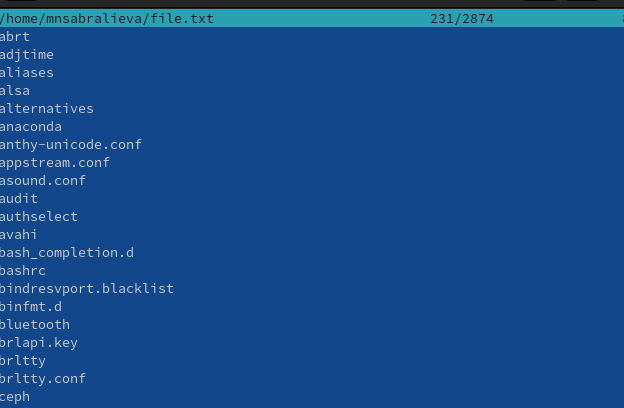 /home/mnsabralieva/file.txt 231/2874
abrt
adjtime
aliases
alsa
alternatives
anaconda
anthy-unicode.conf
appstream.conf
asound.conf
audit
authselect
avahi
bash_completion.d
bashrc
bindresvport.blacklist
binfmt.d
bluetooth
brlapi.key
brltty
brltty.conf
ceph